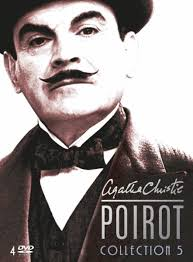 Agatha Christie
POIROT
COLLECTION 5
4 DVD